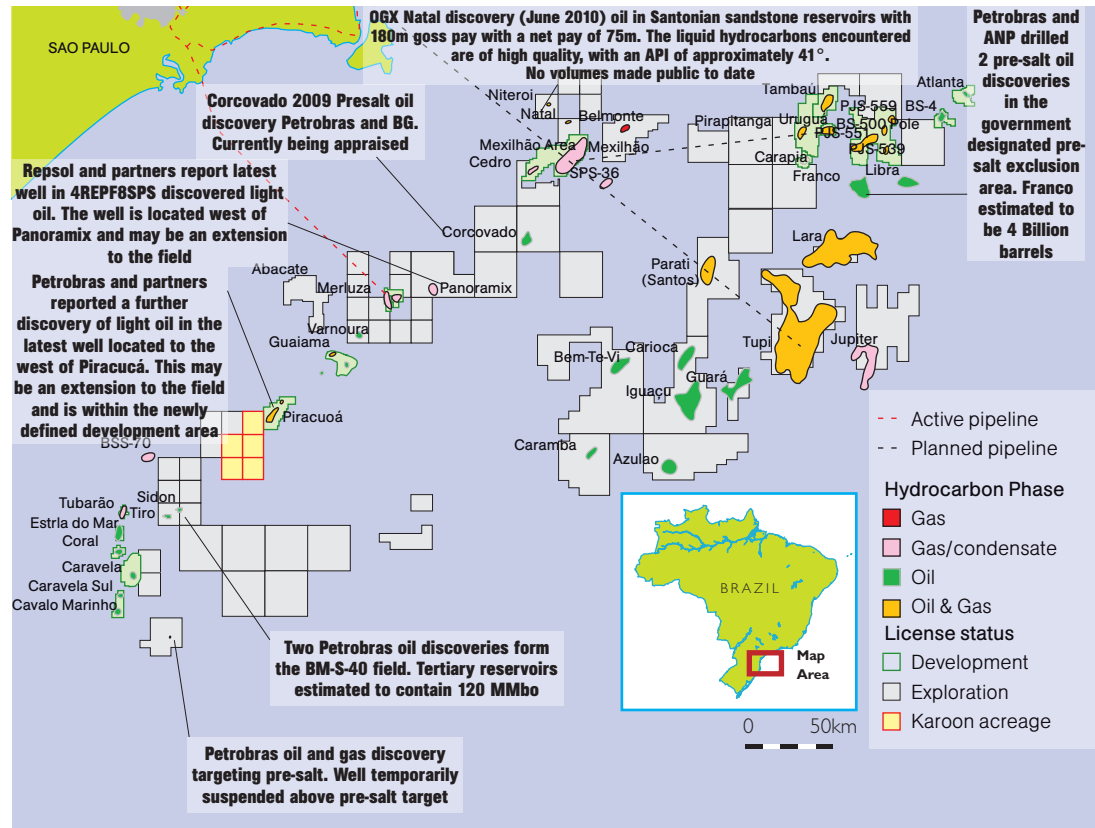 OGX Natal discovery (June 2010) oil in Santonian sandstone reservoirs with
180m goss pay with a net pay of 75m. The liquid hydrocarbons encountered
are of high quality, with an API of approximately 41°.
No volumes made public to date
Petrobras and
ANP drilled
2 pre-salt oil
discoveries
in the
government
designated pre-
salt exclusion
area. Franco
estimated to
be 4 Billion
barrels
SAO PAULO
Corcovado 2009 Presalt oil
discovery Petrobras and BG.
Currently being appraised
Repsol and partners report latest
well in 4REPF8SPS discovered light
oil. The well is located west of
Panoramix and may be an extension
to the field
Petrobras and partners
reported a further
discovery of light oil in the
latest well located to the
west of Piracucá. This may
be an extension to the field
and is within the newly
defined development area
Niteroi
Natal
Belmonte
Mexilhão Area
Mexilhão
Cedro
SPS-36
Tambaú
Atlanta
PJS-559
BS-4
Pirapitanga
Uruguá
BS-500
Pole
PJS-551
PJS-539
Carapia
Franco
Libra
Corcovado
Lara
Parati
(Santos)
Abacate
Merluza
Panoramix
Varnoura
Guaiama
Tupi
Jupiter
Bem-Te-Vi
Carioca
Iguaçu
Guará
Piracuoá
BSS-70
Caramba
Azulao
Tubarão
Sidon
Tiro
Estrla do Mar
Coral
Caravela
Caravela Sul
Cavalo Marinho
Two Petrobras oil discoveries form
the BM-S-40 field. Tertiary reservoirs
estimated to contain 120 MMbo
Petrobras oil and gas discovery
targeting pre-salt. Well temporarily
suspended above pre-salt target
BRAZIL
Map
Area
0 50km
Active pipeline
Planned pipeline
Hydrocarbon Phase
Gas
Gas/condensate
Oil
Oil & Gas
License status
Development
Exploration
Karoon acreage